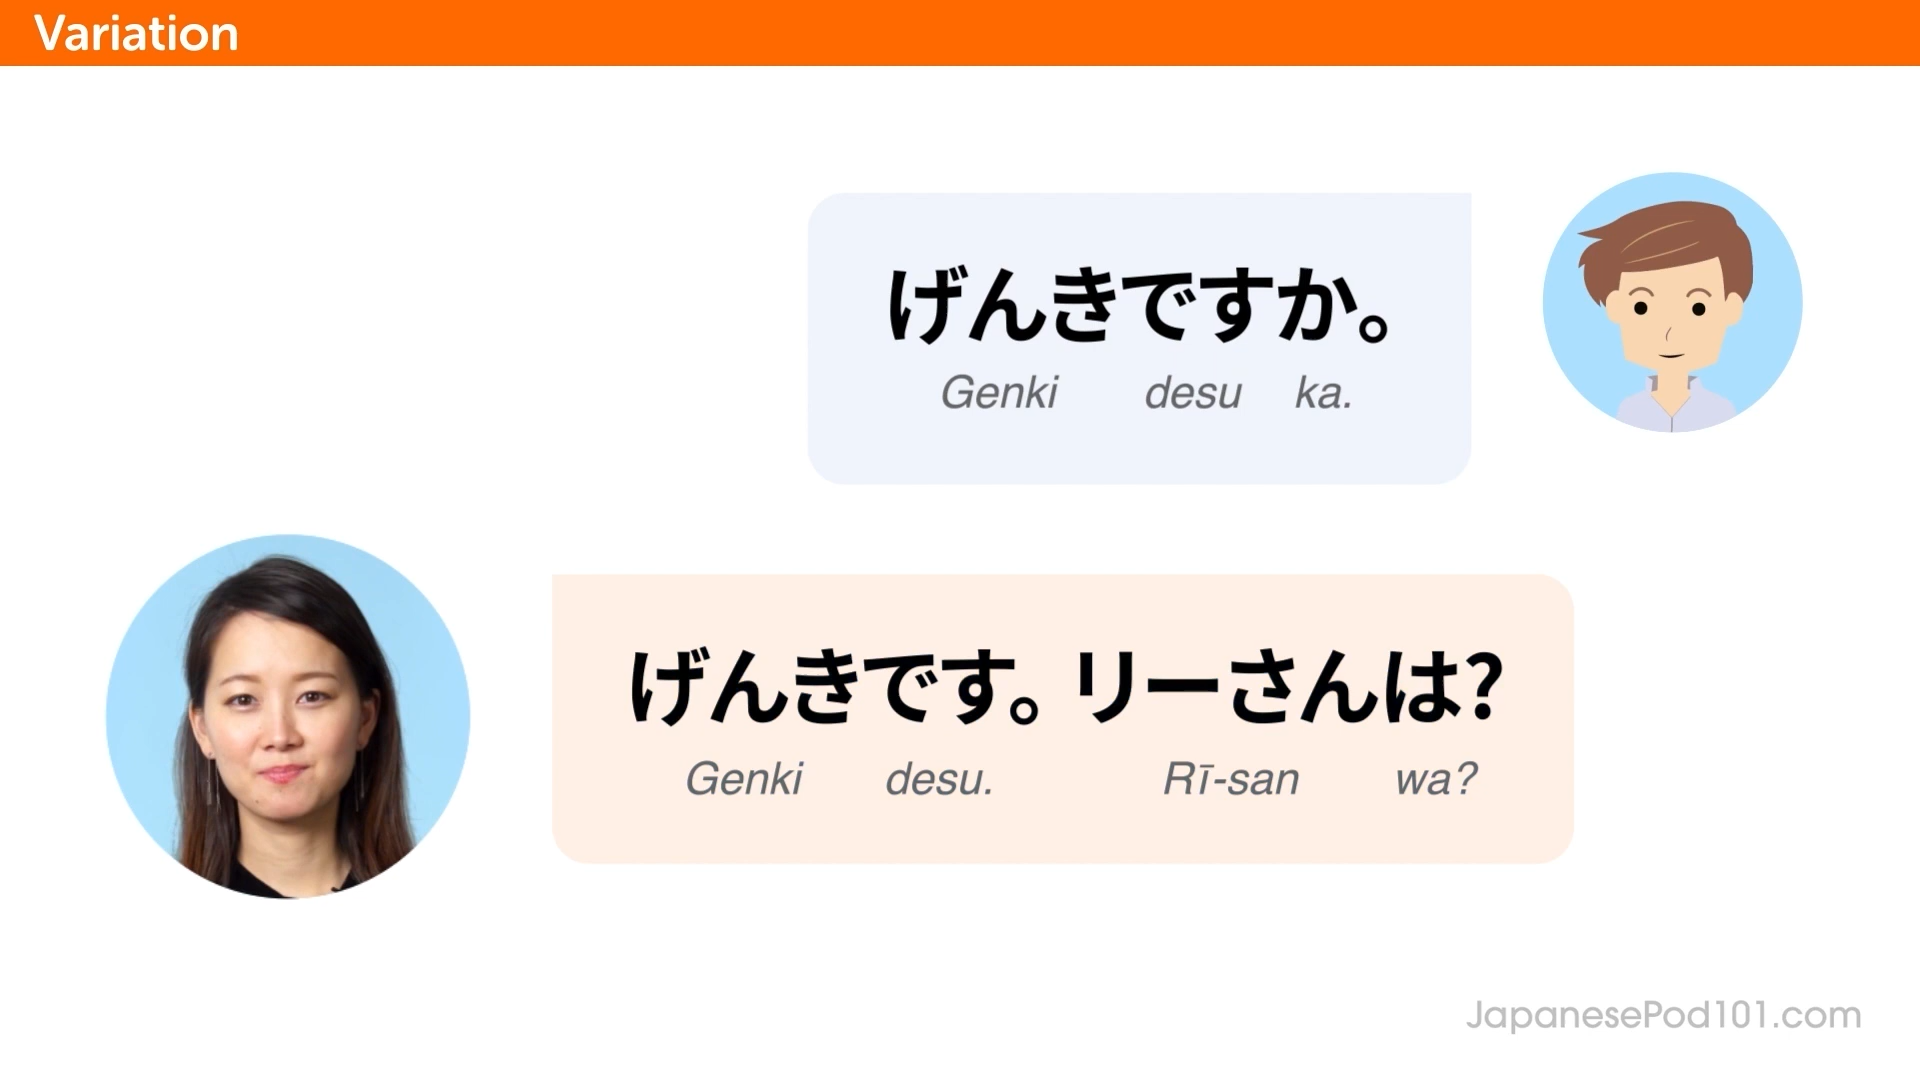 Variation
げんきですか。
Genki desu ka.
げんきです。リーさんは?
Genki desu. Rī-san wa?
JapanesePod101.com